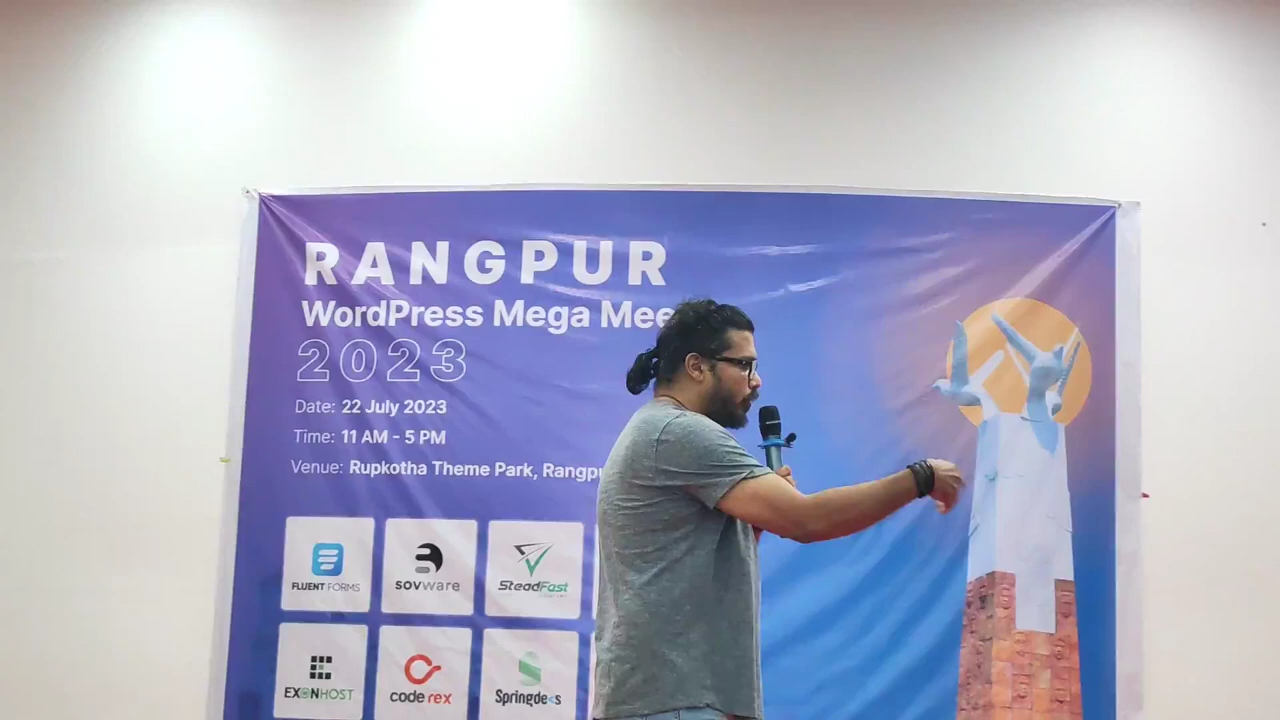 RANGPUR
WordPress Mega Mee
2023
Date: 22 July 2023
Time: 11 AM - 5 PM
Venue: Rupkotha Theme Park, Rangpu
FLUENT FORMS
sovware
SteadFast
EXONHOST
code rex
Springdevs